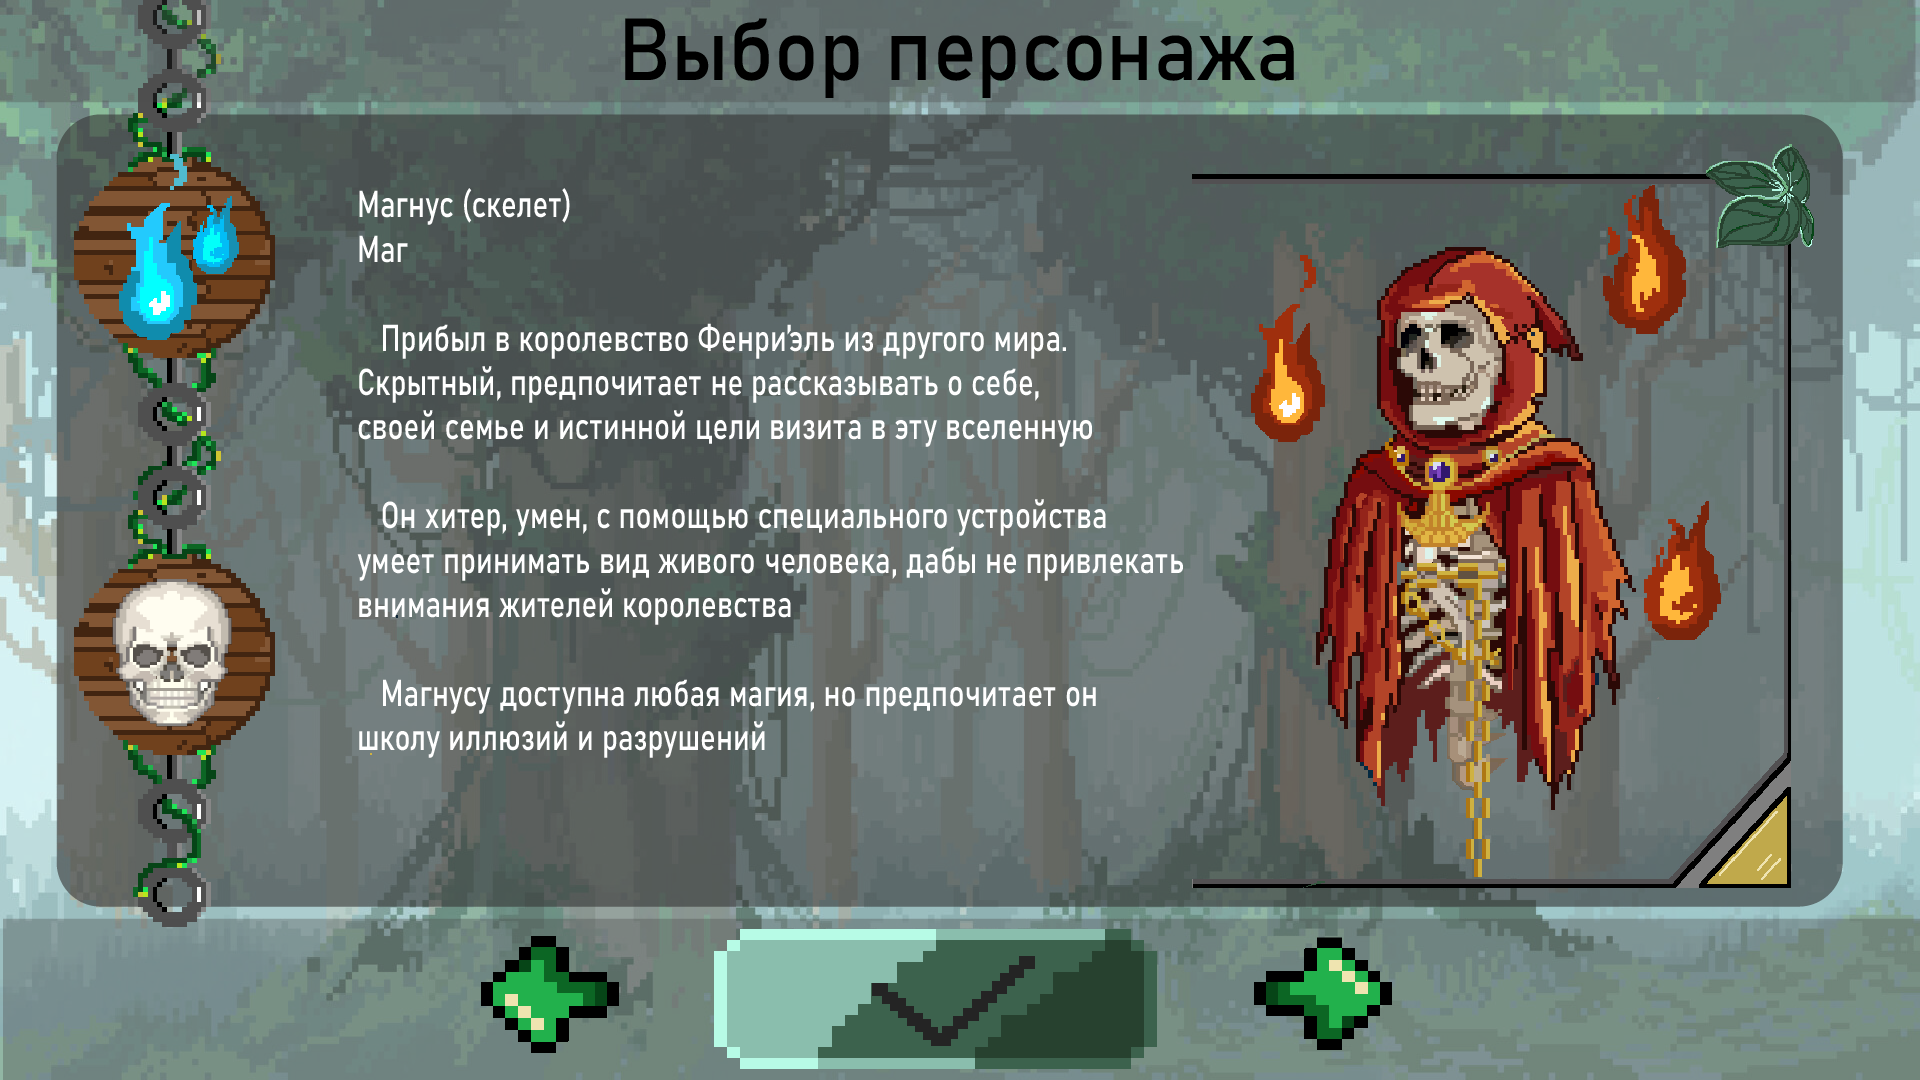 Выбор персонажа
Магнус (скелет)
Маг
Прибыл в королевство Фенри'эль из другого мира.
Скрытный, предпочитает не рассказывать о себе,
своей семье и истинной цели визита в эту вселенную
Он хитер, умен, с помощью специального устройства
умеет принимать вид живого человека, дабы не привлекать
внимания жителей королевства
Магнусу доступна любая магия, но предпочитает он
школу иллюзий и разрушений